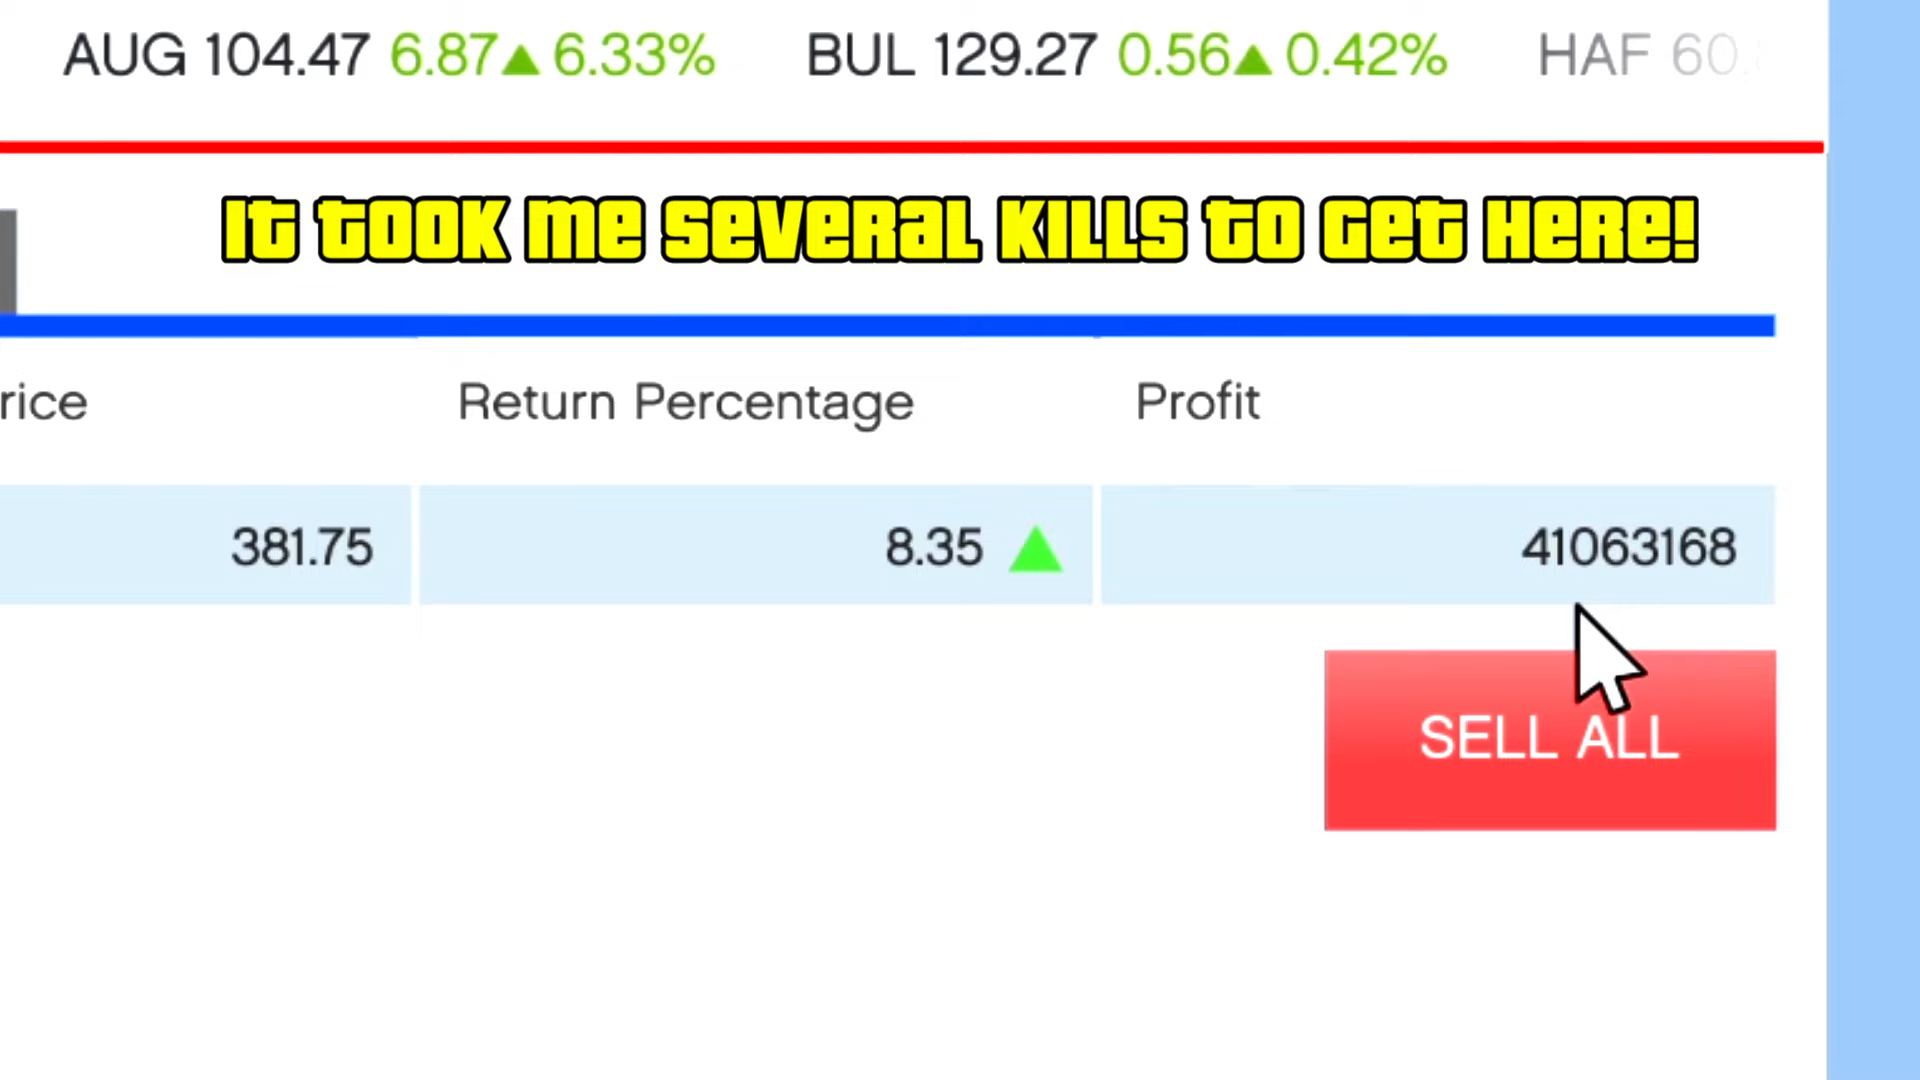 AUG 104.47 6.87▲ 6.33% BUL 129.27 0.56▲ 0.42% HAF 60.
It took me several kills to get here!
rice Return Percentage Profit
381.75 8.35 ▲ 41063168
SELL ALL